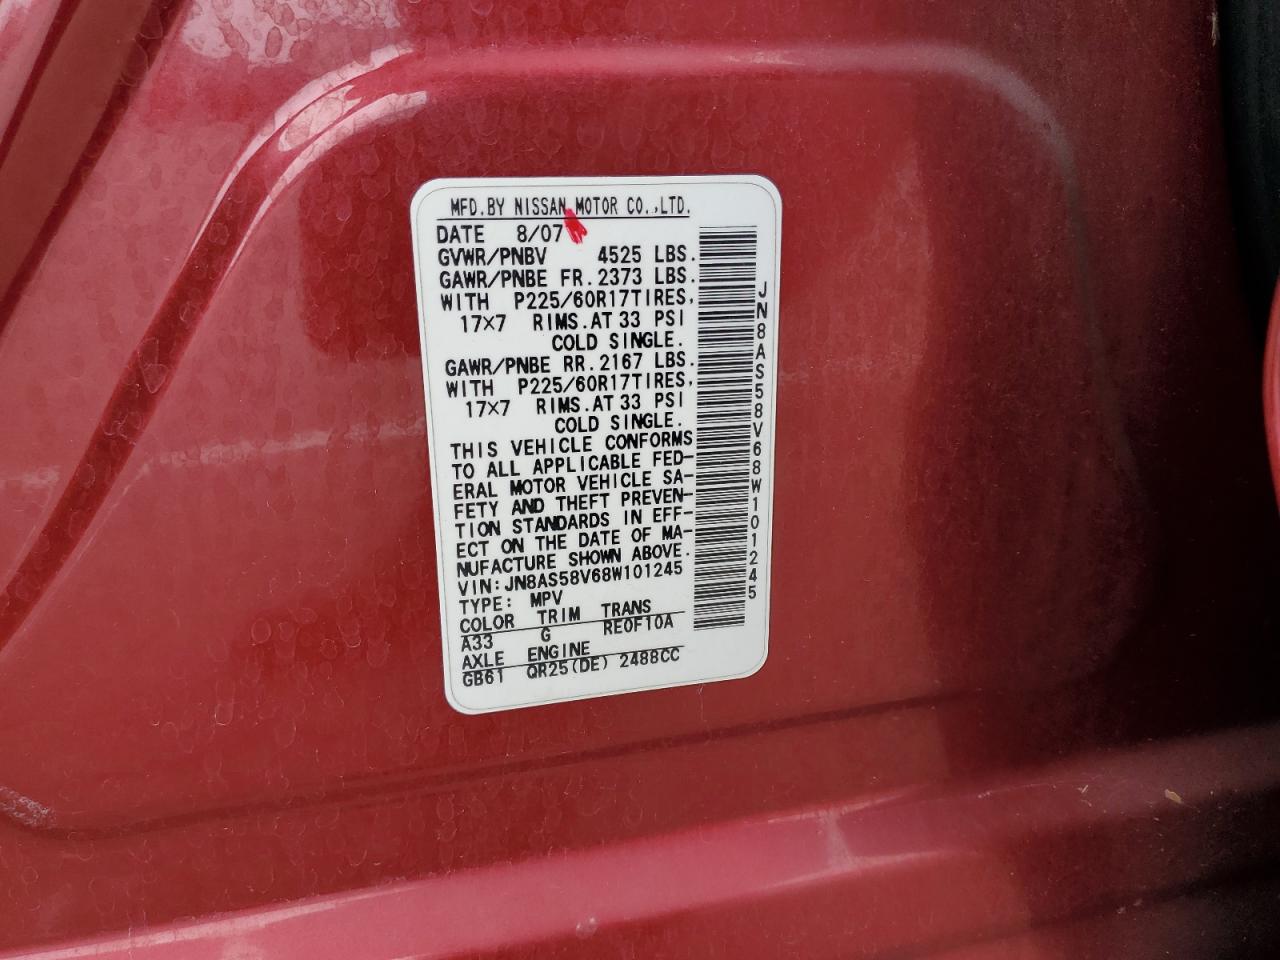 MFD.BY NISSAN MOTOR CO.,LTD.
DATE 8/07
GVWR/PNBV 4525 LBS.
GAWR/PNBE FR.2373 LBS.
WITH P225/60R17TIRES,
17×7 RIMS.AT 33 PSI
COLD SINGLE.
GAWR/PNBE RR.2167 LBS.
WITH P225/60R17TIRES,
17×7 RIMS.AT 33 PSI
COLD SINGLE.
THIS VEHICLE CONFORMS
TO ALL APPLICABLE FED-
ERAL MOTOR VEHICLE SA-
FETY AND THEFT PREVEN-
TION STANDARDS IN EFF-
ECT ON THE DATE OF MA-
NUFACTURE SHOWN ABOVE.
VIN:JN8AS58V68W101245
TYPE: MPV
COLOR TRIM TRANS
A33 G RE0F10A
AXLE ENGINE
GB61 QR25(DE) 2488CC
JN8AS58V68W101245